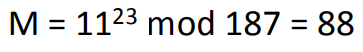 M = 11²³ mod 187 = 88